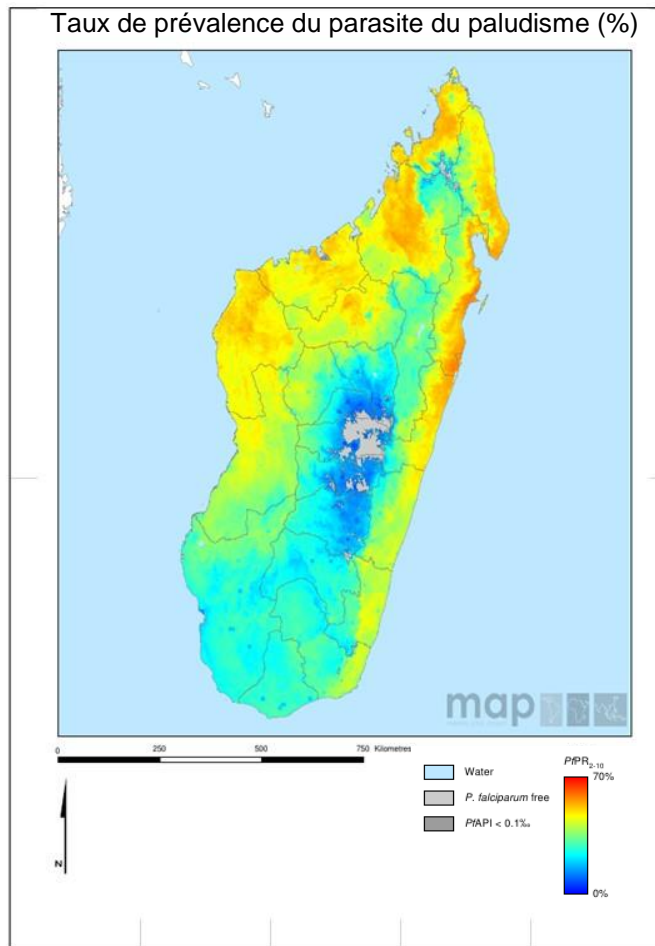 Taux de prévalence du parasite du paludisme (%)
map
0 250 500 750 Kilometres
N
Water
P. falciparum free
PfAPI < 0.1‰
PfPR2-10
70%
0%